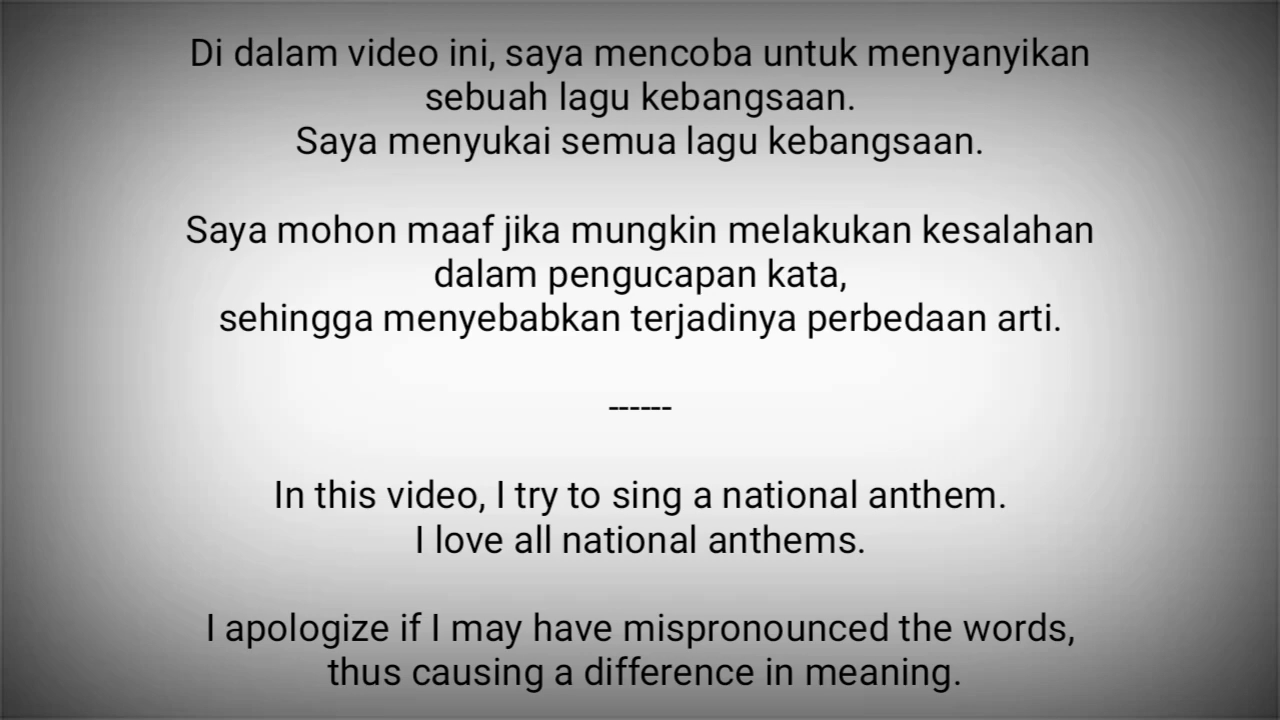 Di dalam video ini, saya mencoba untuk menyanyikan
sebuah lagu kebangsaan.
Saya menyukai semua lagu kebangsaan.
Saya mohon maaf jika mungkin melakukan kesalahan
dalam pengucapan kata,
sehingga menyebabkan terjadinya perbedaan arti.
------
In this video, I try to sing a national anthem.
I love all national anthems.
I apologize if I may have mispronounced the words,
thus causing a difference in meaning.